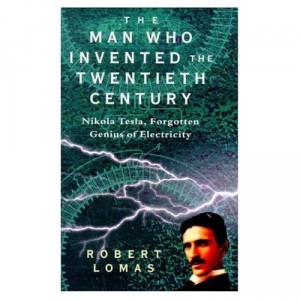 THE
MAN WHO
INVENTED THE
TWENTIETH
CENTURY
Nikola Tesla, Forgotten
Genius of Electricity
ROBERT
LOMAS